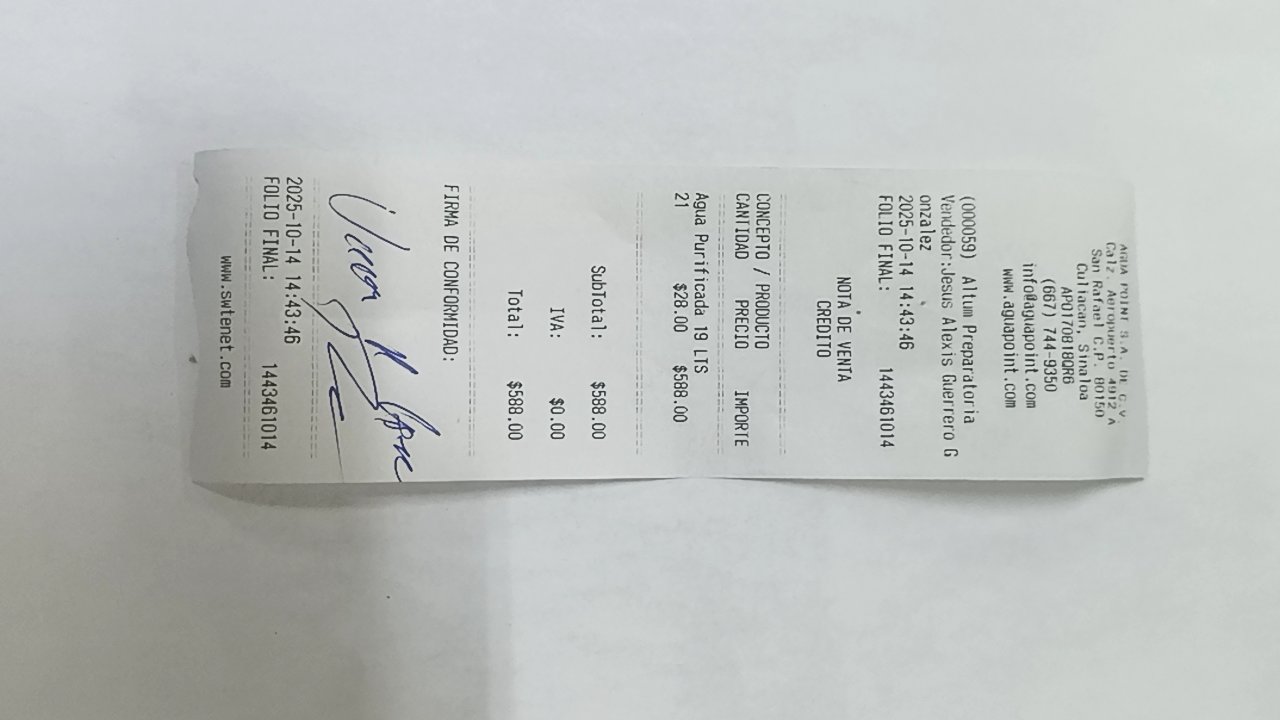 AGUA POINT S.A. DE C.V.
Calz. Aeropuerto 4912 A
San Rafael C.P. 80150
Culiacan, Sinaloa
APO170818QR6
(667) 744-9350
info@aguapoint.com
www.aguapoint.com
(000059) Altum Preparatoria
Vendedor:Jesus Alexis Guerrero G
onzalez
2025-10-14 14:43:46
FOLIO FINAL: 1443461014
NOTA DE VENTA
CREDITO
CONCEPTO / PRODUCTO
CANTIDAD PRECIO IMPORTE
Agua Purificada 19 LTS
21 $28.00 $588.00
SubTotal: $588.00
IVA: $0.00
Total: $588.00
FIRMA DE CONFORMIDAD:
2025-10-14 14:43:46
FOLIO FINAL: 1443461014
www.swtenet.com